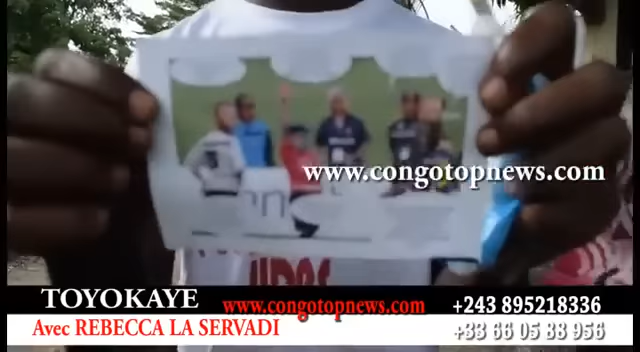 www.congotopnews.com
TOYOKAYE www.congotopnews.com +243 895218336
Avec REBECCA LA SERVADI +33 66 05 88 956